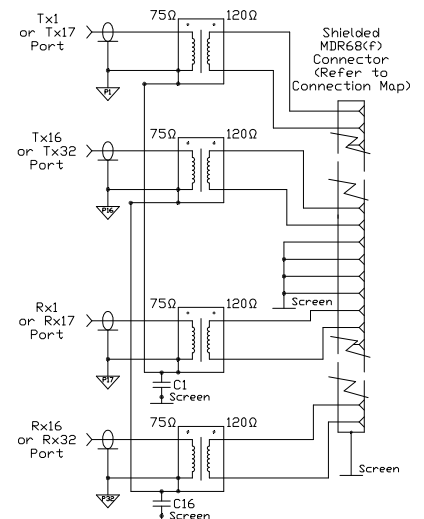 Tx1
or Tx17
Port
75Ω
120Ω
Shielded
MDR68(f)
Connector
(Refer to
Connection Map)
P1
Tx16
or Tx32
Port
75Ω
120Ω
P16
Screen
Rx1
or Rx17
Port
75Ω
120Ω
P17
C1
Screen
Rx16
or Rx32
Port
75Ω
120Ω
P32
C16
Screen
Screen